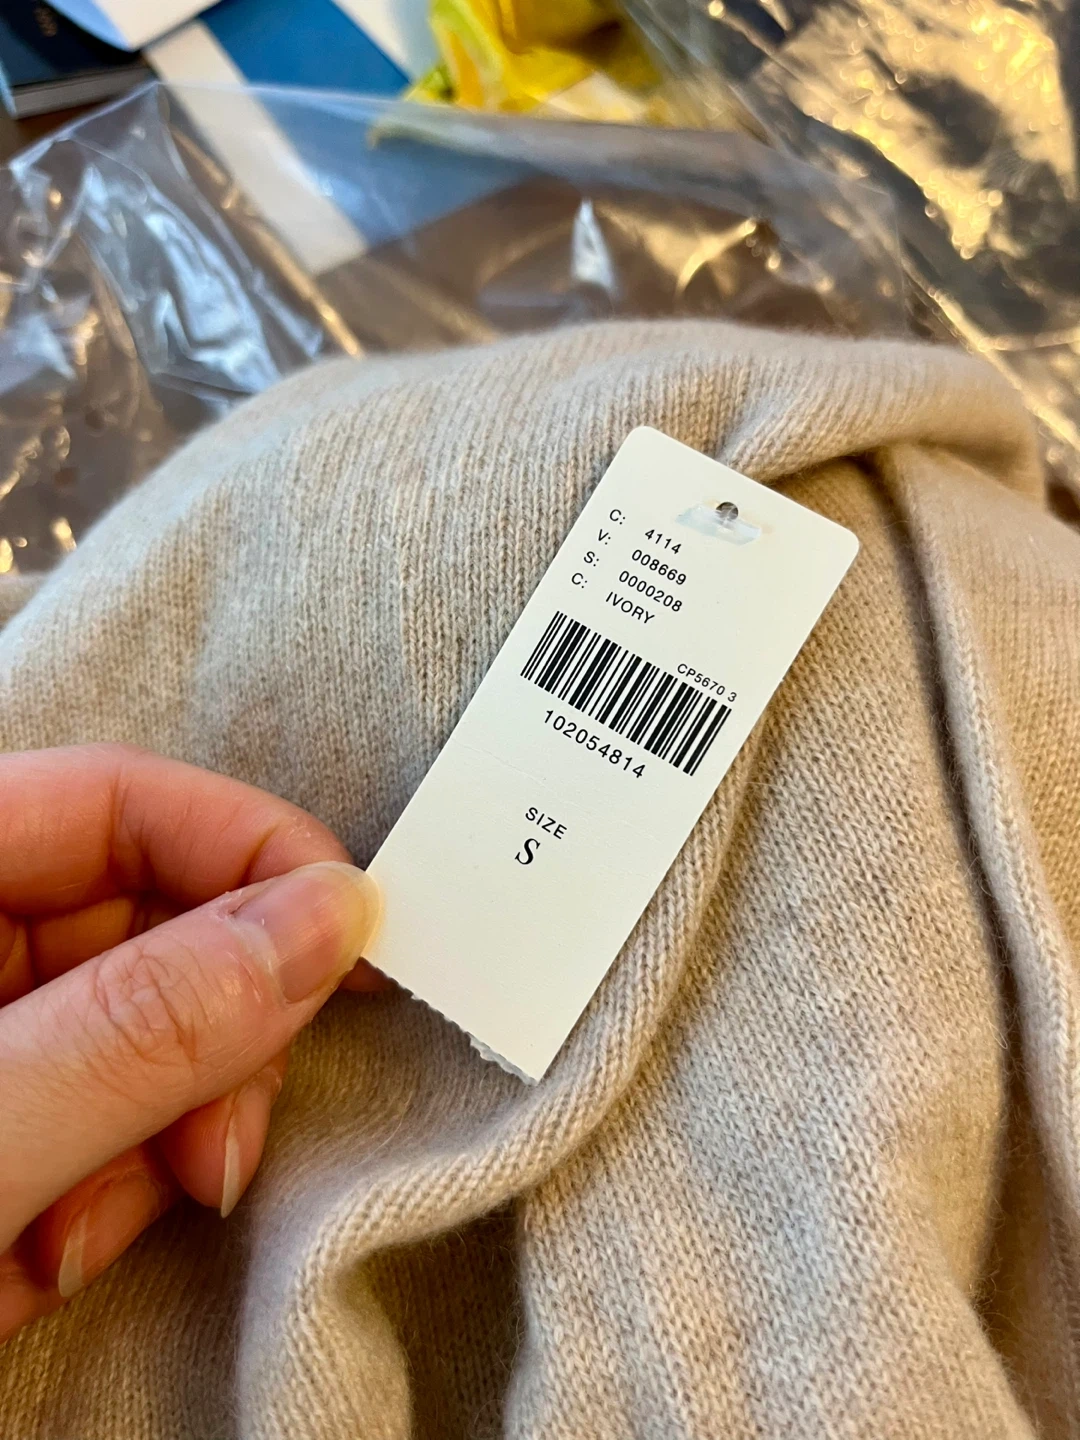 C: 4114
V: 008669
S: 0000208
C: IVORY
CP5670 3
102054814
SIZE
S